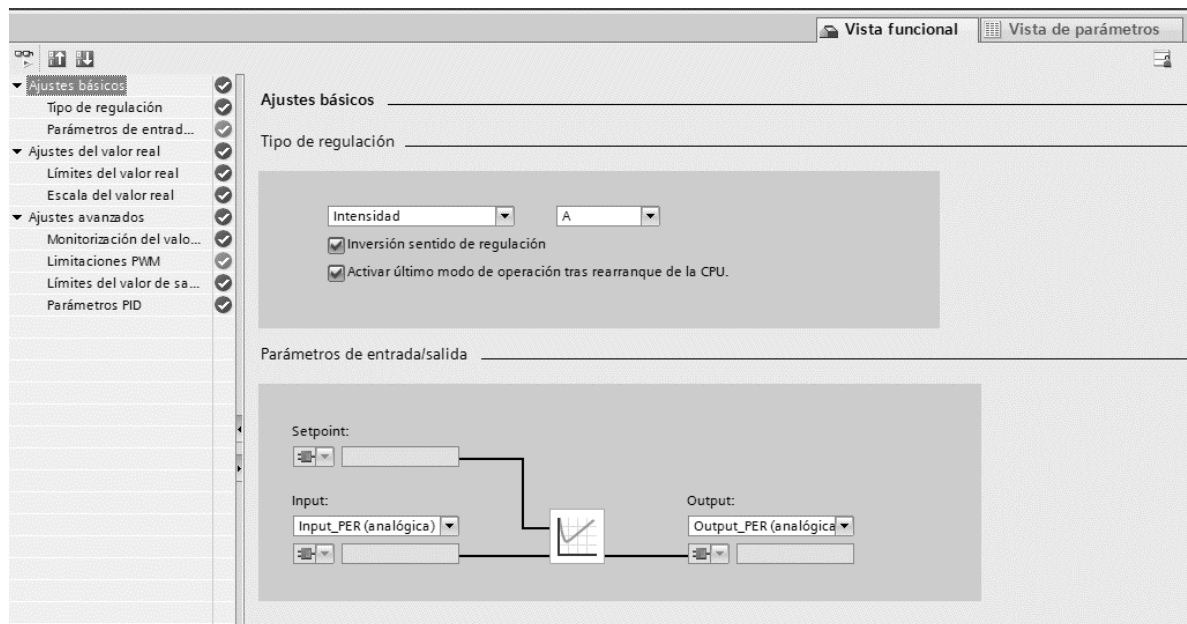 Vista funcional
Vista de parámetros
Ajustes básicos
Tipo de regulación
Parámetros de entrad...
Ajustes del valor real
Límites del valor real
Escala del valor real
Ajustes avanzados
Monitorización del valo...
Limitaciones PWM
Límites del valor de sa...
Parámetros PID
Ajustes básicos
Tipo de regulación
Intensidad
A
Inversión sentido de regulación
Activar último modo de operación tras rearranque de la CPU.
Parámetros de entrada/salida
Setpoint:
Input:
Output:
Input_PER (analógica)
Output_PER (analógica